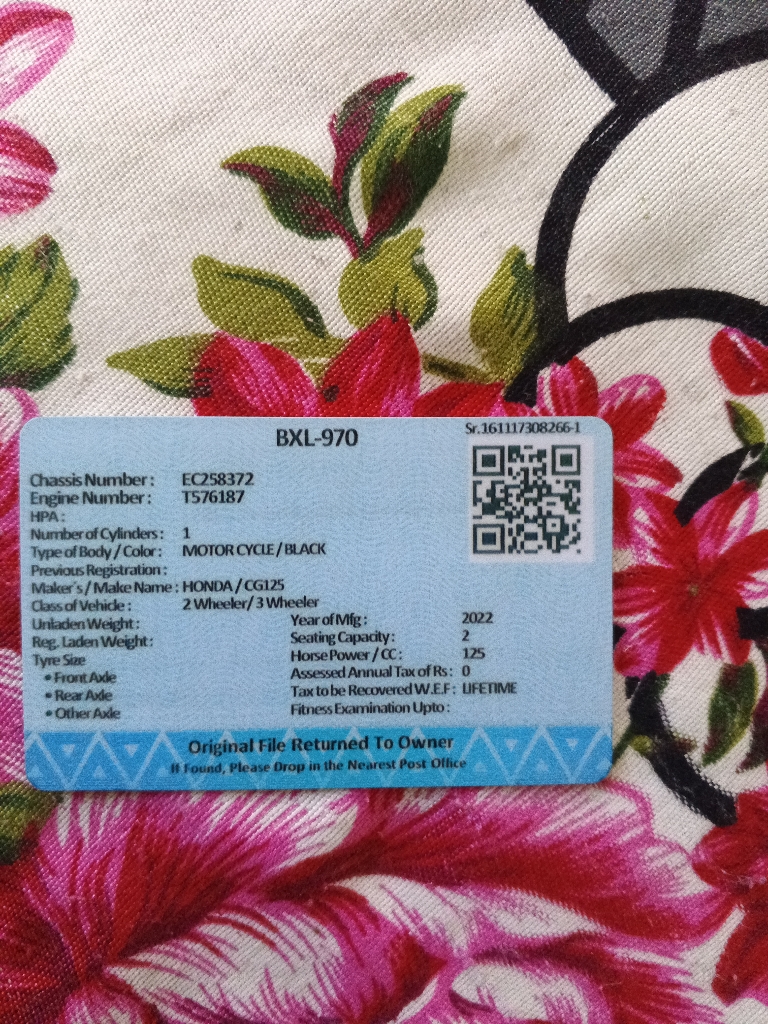 BXL-970
Sr.161117308266-1
Chassis Number : EC258372
Engine Number : T576187
HPA :
Number of Cylinders : 1
Type of Body / Color : MOTOR CYCLE / BLACK
Previous Registration :
Maker's / Make Name : HONDA / CG125
Class of Vehicle : 2 Wheeler/ 3 Wheeler
Unladen Weight : Year of Mfg : 2022
Reg. Laden Weight : Seating Capacity : 2
Tyre Size Horse Power / CC : 125
• Front Axle Assessed Annual Tax of Rs : 0
• Rear Axle Tax to be Recovered W.E.F : LIFETIME
• Other Axle Fitness Examination Upto :
Original File Returned To Owner
If Found, Please Drop in the Nearest Post Office